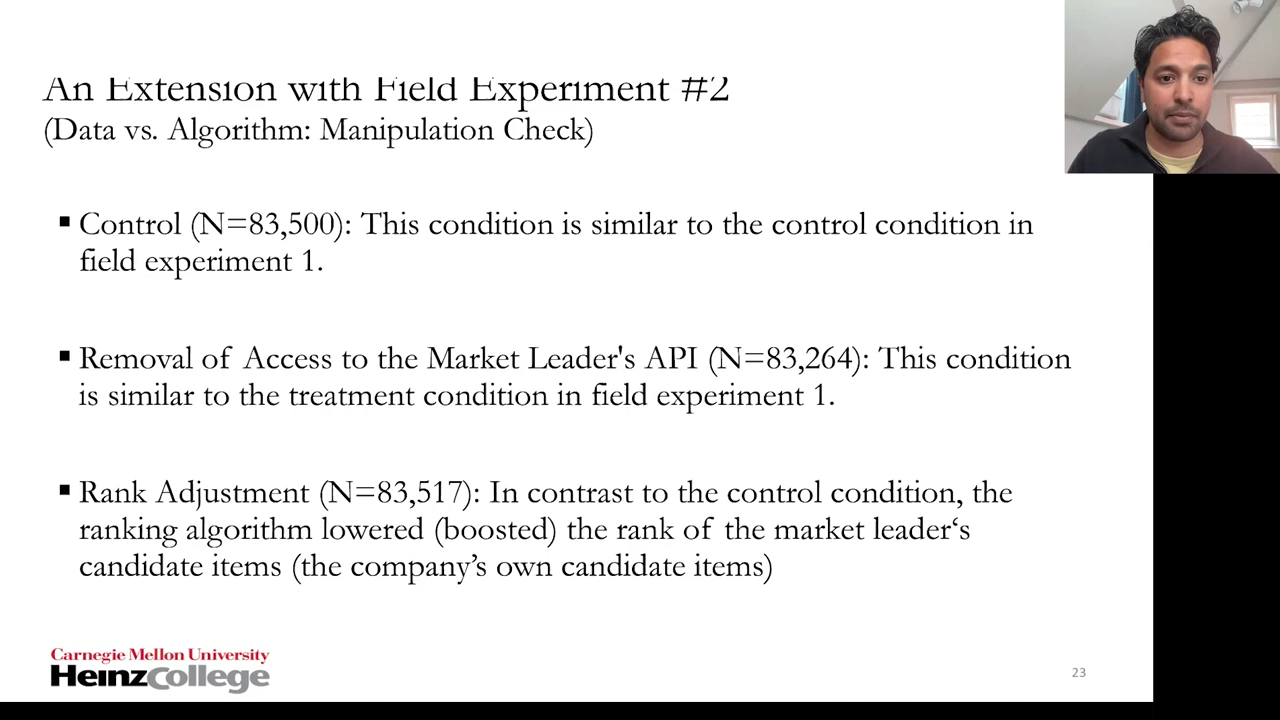 An Extension with Field Experiment #2
(Data vs. Algorithm: Manipulation Check)
▪ Control (N=83,500): This condition is similar to the control condition in
field experiment 1.
▪ Removal of Access to the Market Leader's API (N=83,264): This condition
is similar to the treatment condition in field experiment 1.
▪ Rank Adjustment (N=83,517): In contrast to the control condition, the
ranking algorithm lowered (boosted) the rank of the market leader‘s
candidate items (the company’s own candidate items)
Carnegie Mellon University
HeinzCollege
23